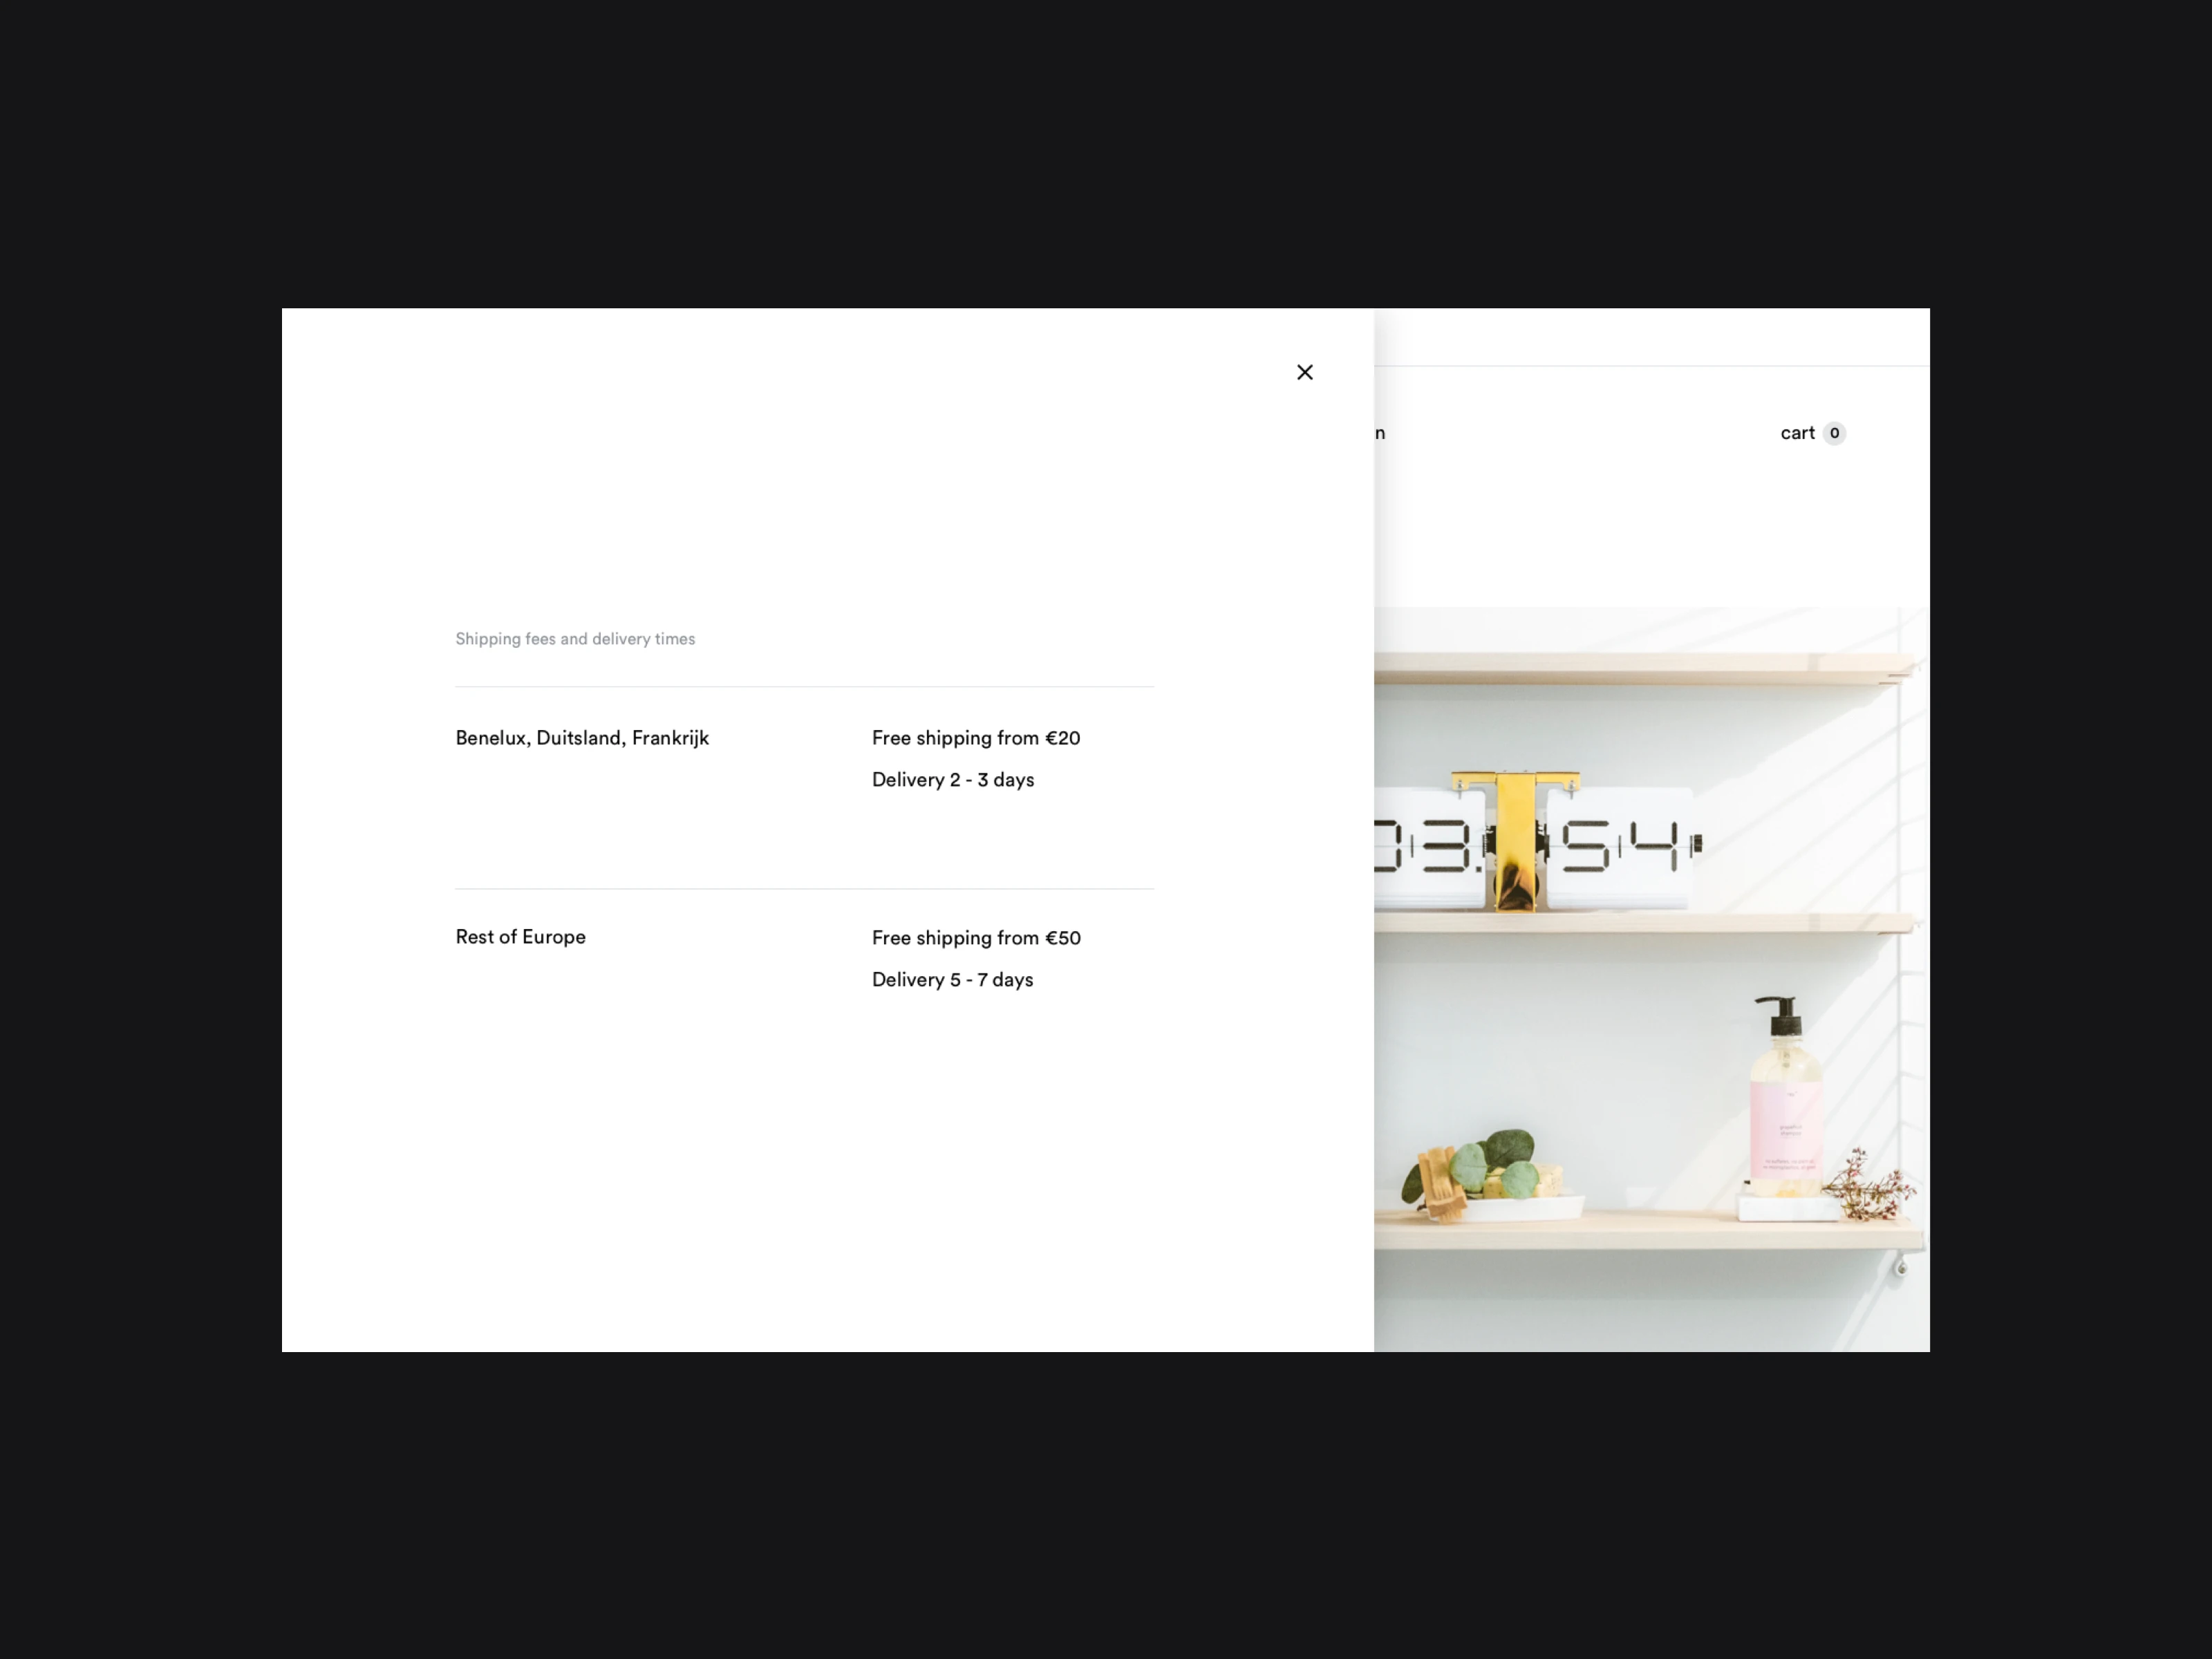 n
cart 0
Shipping fees and delivery times
Benelux, Duitsland, Frankrijk
Free shipping from €20
Delivery 2 - 3 days
Rest of Europe
Free shipping from €50
Delivery 5 - 7 days
03. 54